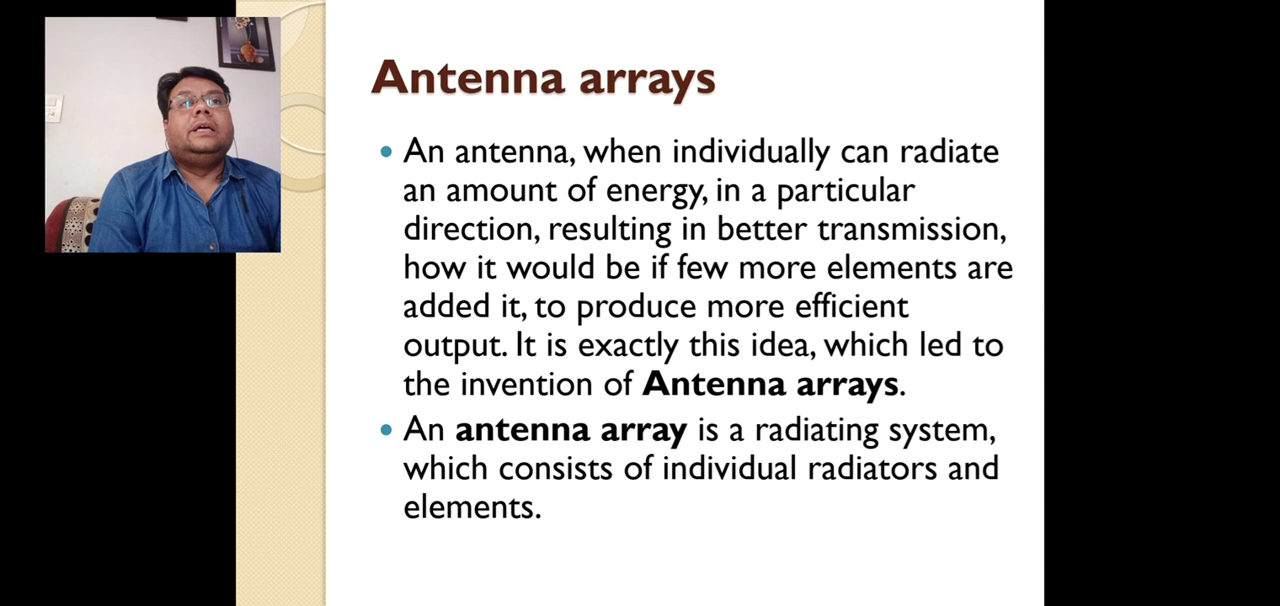 Antenna arrays
• An antenna, when individually can radiate
an amount of energy, in a particular
direction, resulting in better transmission,
how it would be if few more elements are
added it, to produce more efficient
output. It is exactly this idea, which led to
the invention of Antenna arrays.
• An antenna array is a radiating system,
which consists of individual radiators and
elements.